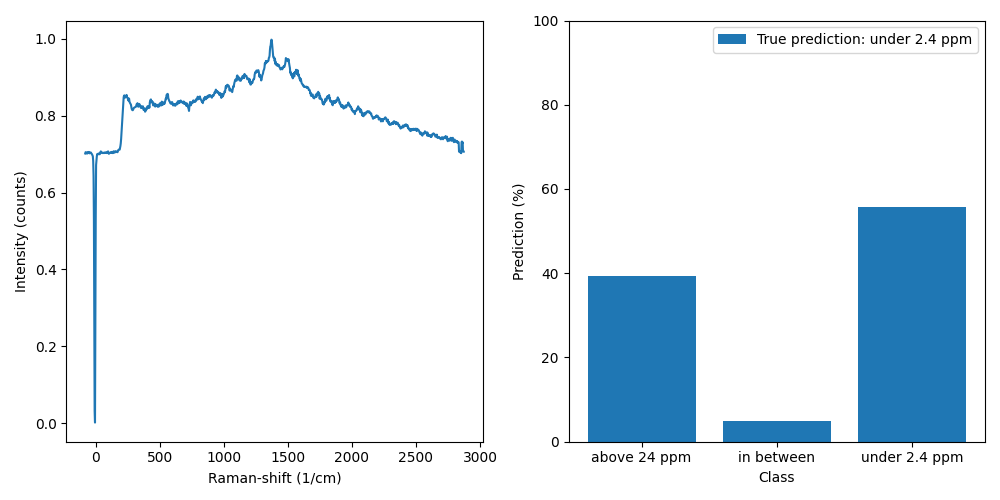 1.0
0.8
0.6
0.4
0.2
0.0
Intensity (counts)
0 500 1000 1500 2000 2500 3000
Raman-shift (1/cm)
100
80
60
40
20
0
Prediction (%)
True prediction: under 2.4 ppm
above 24 ppm in between under 2.4 ppm
Class